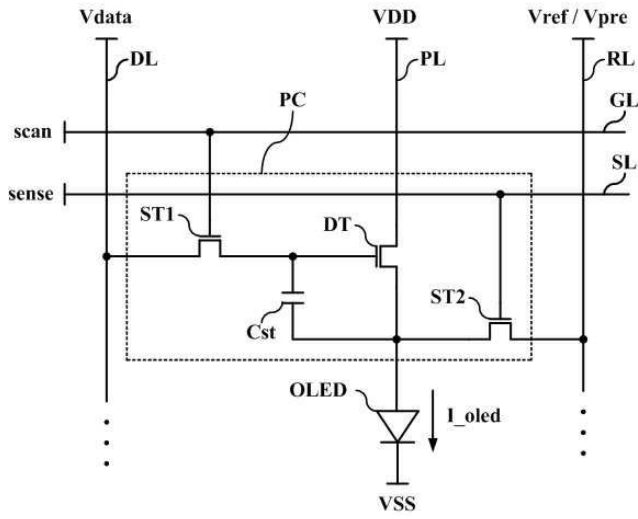 Vdata
VDD
Vref / Vpre
DL
PL
RL
PC
GL
scan
SL
sense
ST1
DT
ST2
Cst
OLED
I_oled
VSS